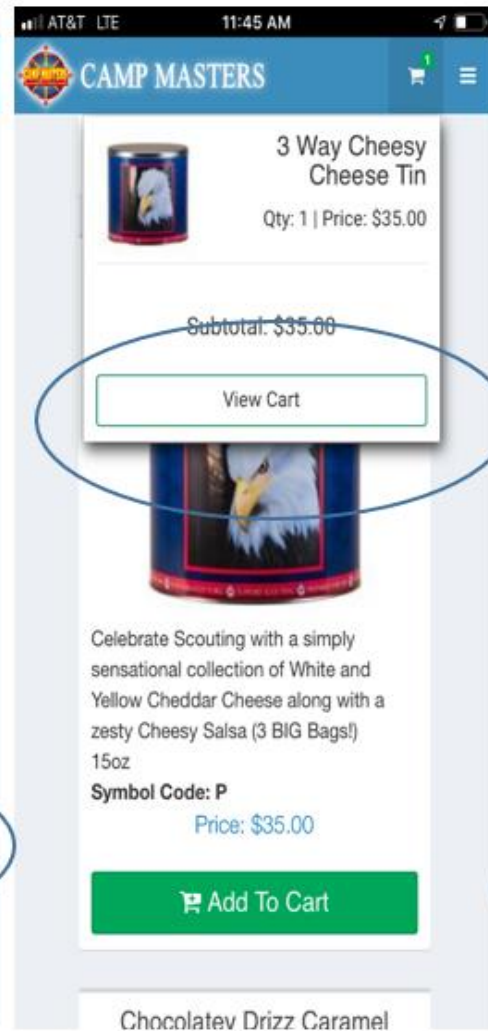 AT&T LTE 11:45 AM
CAMP MASTERS
1
3 Way Cheesy
Cheese Tin
Qty: 1 | Price: $35.00
Subtotal: $35.00
View Cart
Celebrate Scouting with a simply
sensational collection of White and
Yellow Cheddar Cheese along with a
zesty Cheesy Salsa (3 BIG Bags!)
15oz
Symbol Code: P
Price: $35.00
Add To Cart
Chocolatey Drizz Caramel